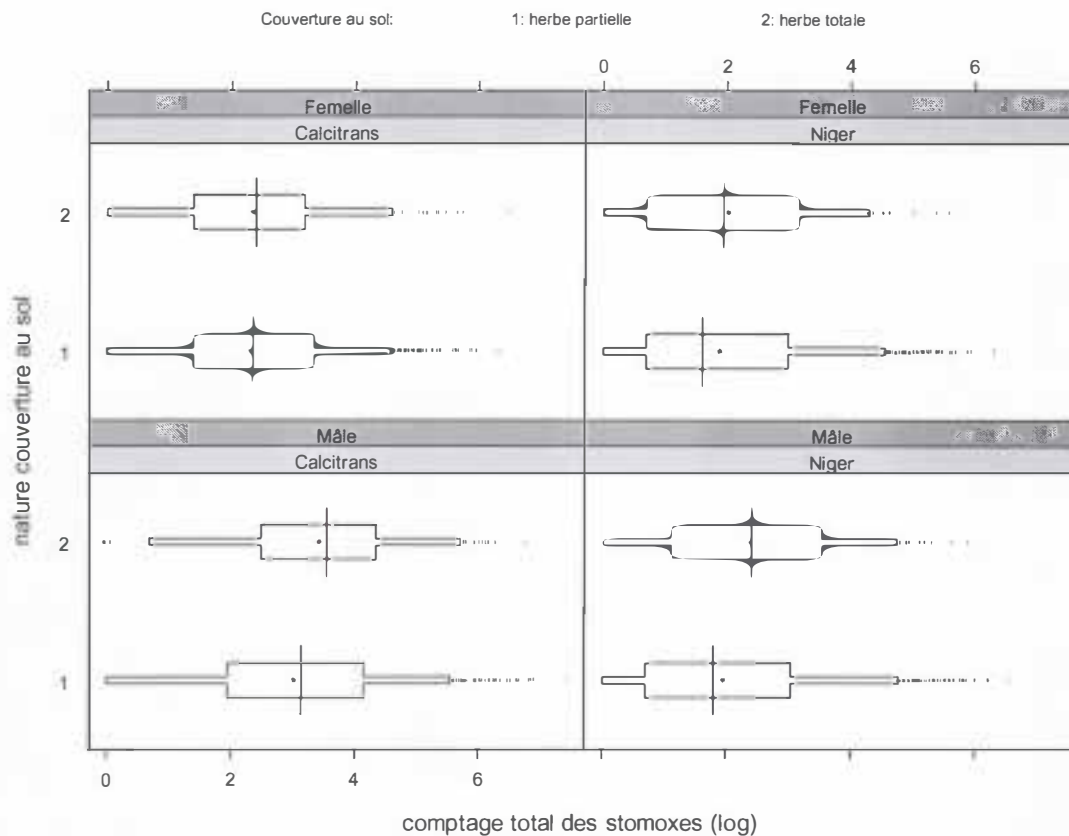 Couverture au sol: 1: herbe partielle 2: herbe totale
0 2 4 6
Femelle Femelle
Calcitrans Niger
2
1
Mâle Mâle
Calcitrans Niger
2
1
nature couverture au sol
0 2 4 6
comptage total des stomoxes (log)